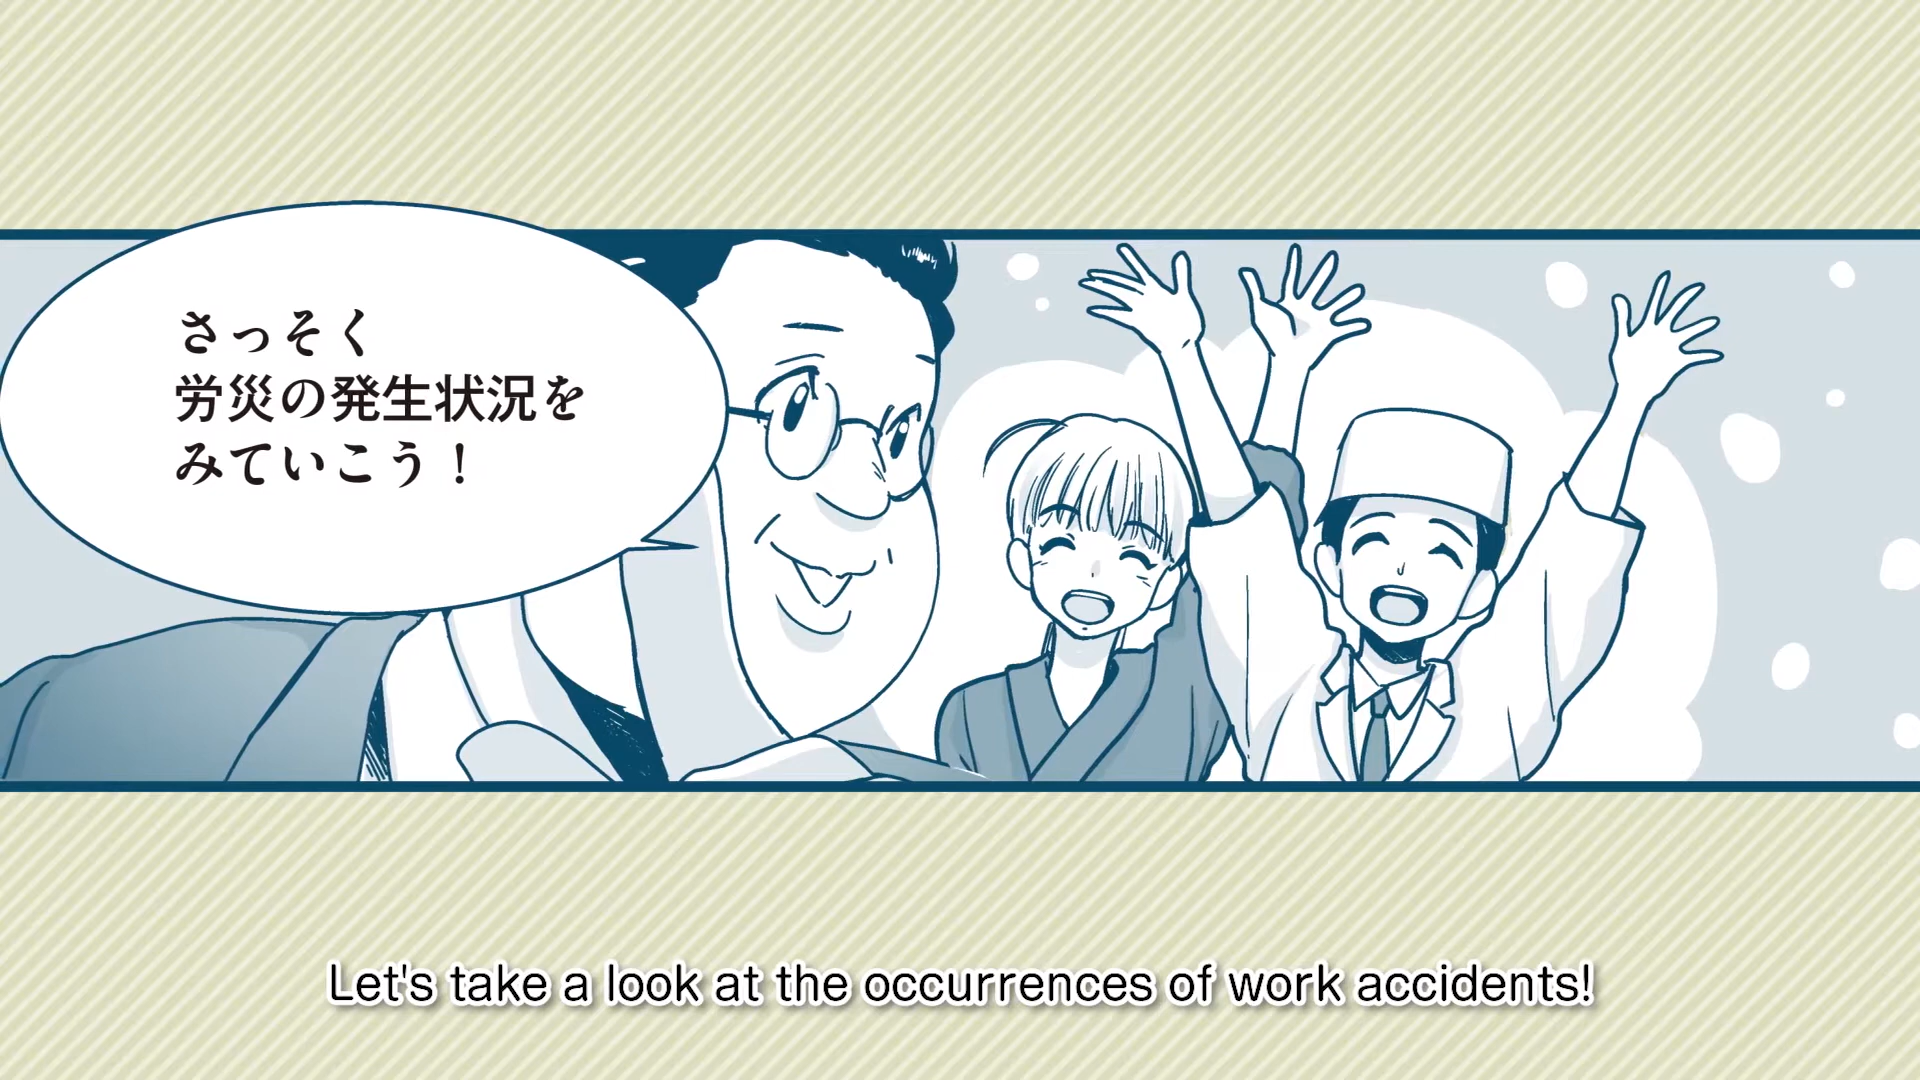 さっそく
労災の発生状況を
みていこう！
Let's take a look at the occurrences of work accidents!